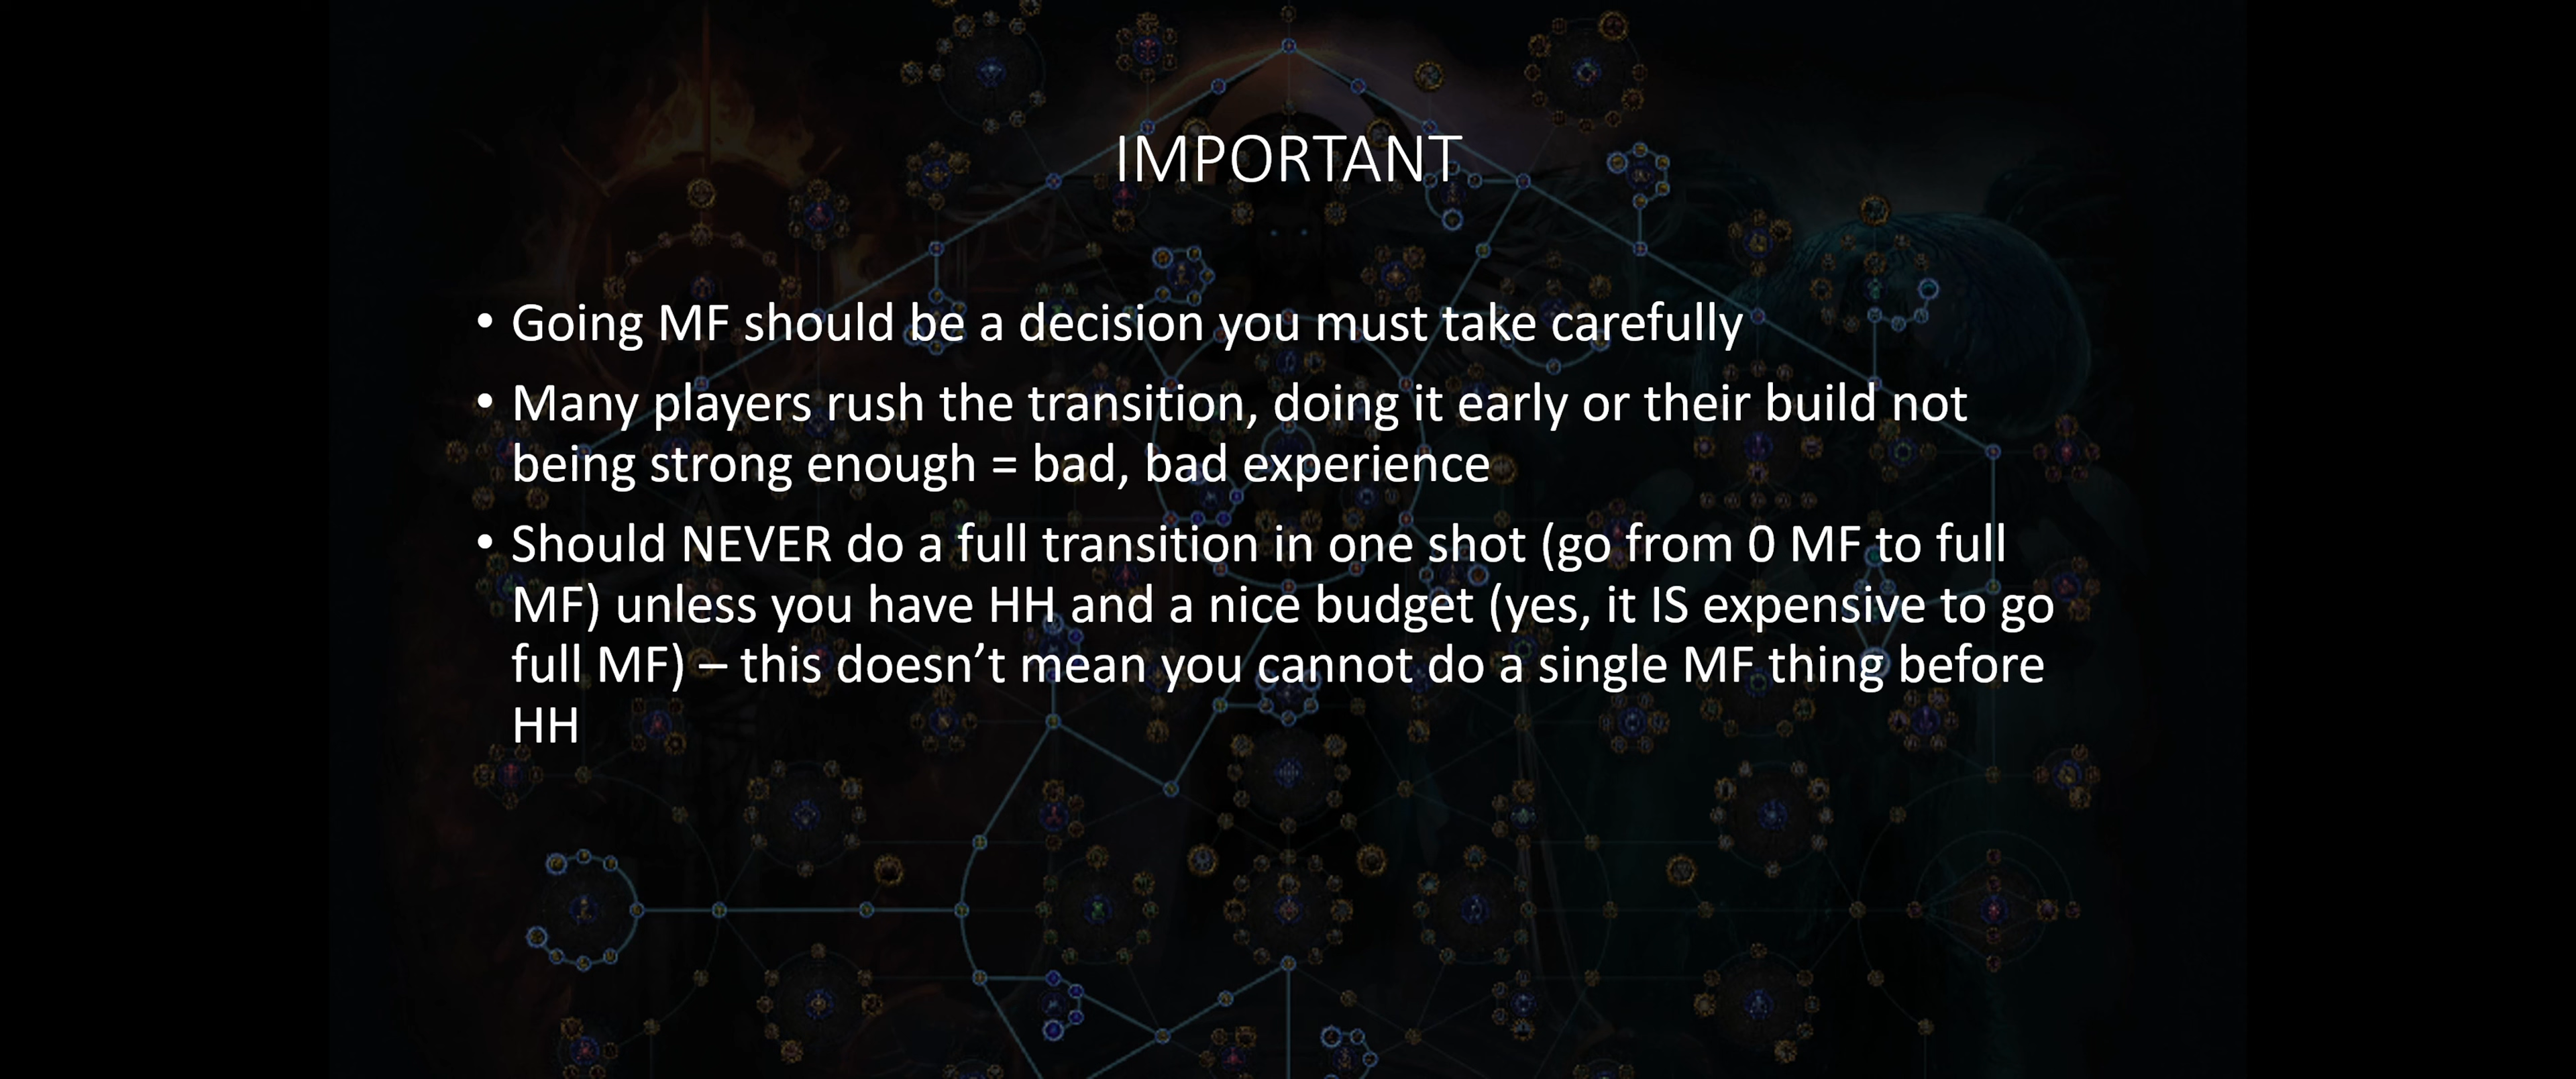 IMPORTANT
• Going MF should be a decision you must take carefully
• Many players rush the transition, doing it early or their build not
being strong enough = bad, bad experience
• Should NEVER do a full transition in one shot (go from 0 MF to full
MF) unless you have HH and a nice budget (yes, it IS expensive to go
full MF) – this doesn’t mean you cannot do a single MF thing before
HH